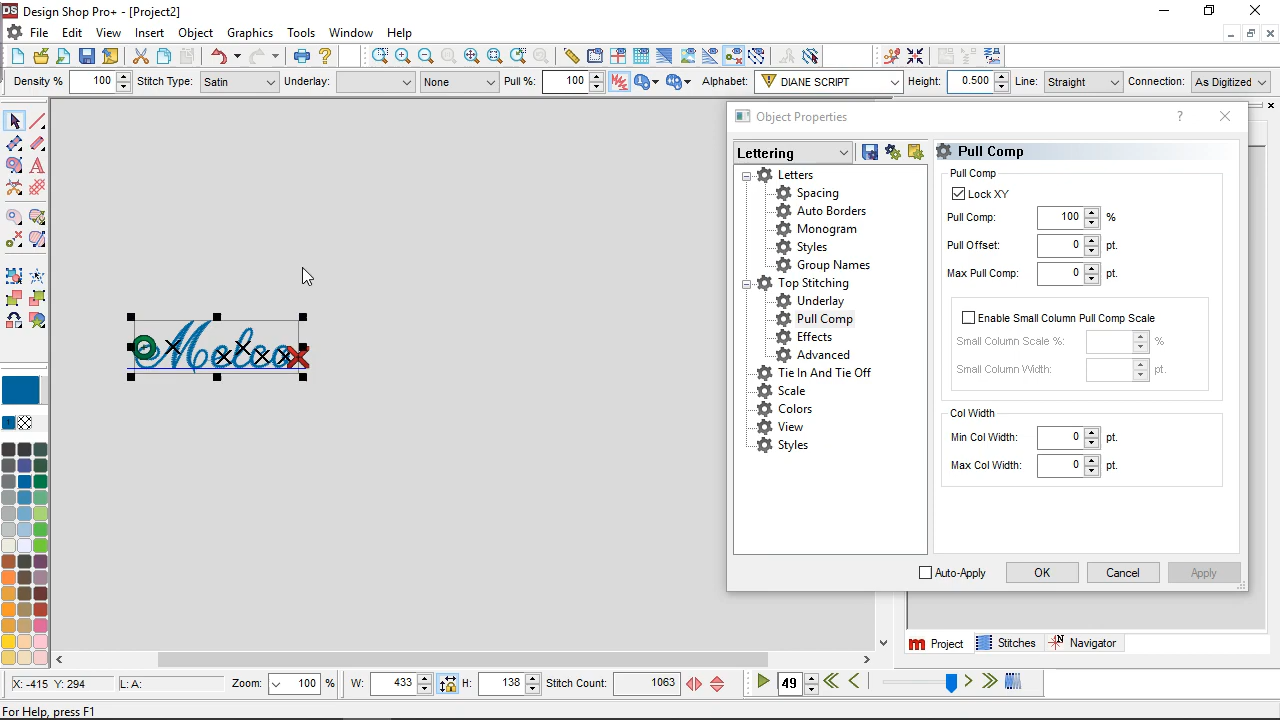 DS Design Shop Pro+ - [Project2]
File Edit View Insert Object Graphics Tools Window Help
Density % 100 Stitch Type: Satin Underlay: None Pull %: 100 Alphabet: DIANE SCRIPT Height: 0.500 Line: Straight Connection: As Digitized
Object Properties
Lettering
Letters
Spacing
Auto Borders
Monogram
Styles
Group Names
Top Stitching
Underlay
Pull Comp
Effects
Advanced
Tie In And Tie Off
Scale
Colors
View
Styles
Pull Comp
Pull Comp
Lock XY
Pull Comp: 100 %
Pull Offset: 0 pt.
Max Pull Comp: 0 pt.
Enable Small Column Pull Comp Scale
Small Column Scale %: %
Small Column Width: pt.
Col Width
Min Col Width: 0 pt.
Max Col Width: 0 pt.
Auto-Apply OK Cancel Apply
Melco
1
m Project Stitches N Navigator
X: -415 Y: 294 L: A: Zoom: 100 % W: 433 H: 138 Stitch Count: 1063 49
For Help, press F1